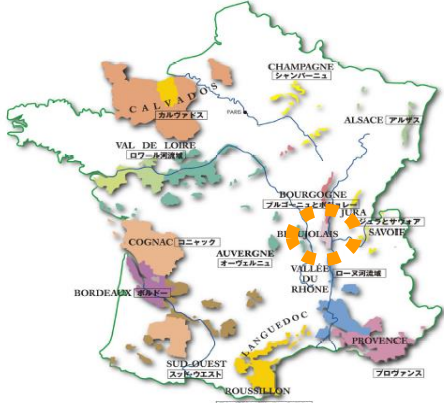 CHAMPAGNE
シャンパーニュ
CALVADOS
カルヴァドス
PARIS
ALSACE アルザス
VAL DE LOIRE
ロワール河流域
BOURGOGNE
ブルゴーニュとボジョレー
JURA
ジュラとサヴォア
SAVOIE
BEAUJOLAIS
COGNAC コニャック
AUVERGNE
オーヴェルニュ
VALLÉE
DU
RHÔNE
ローヌ河流域
BORDEAUX ボルドー
LANGUEDOC
PROVENCE
プロヴァンス
SUD-OUEST
スッド・ウエスト
ROUSSILLON